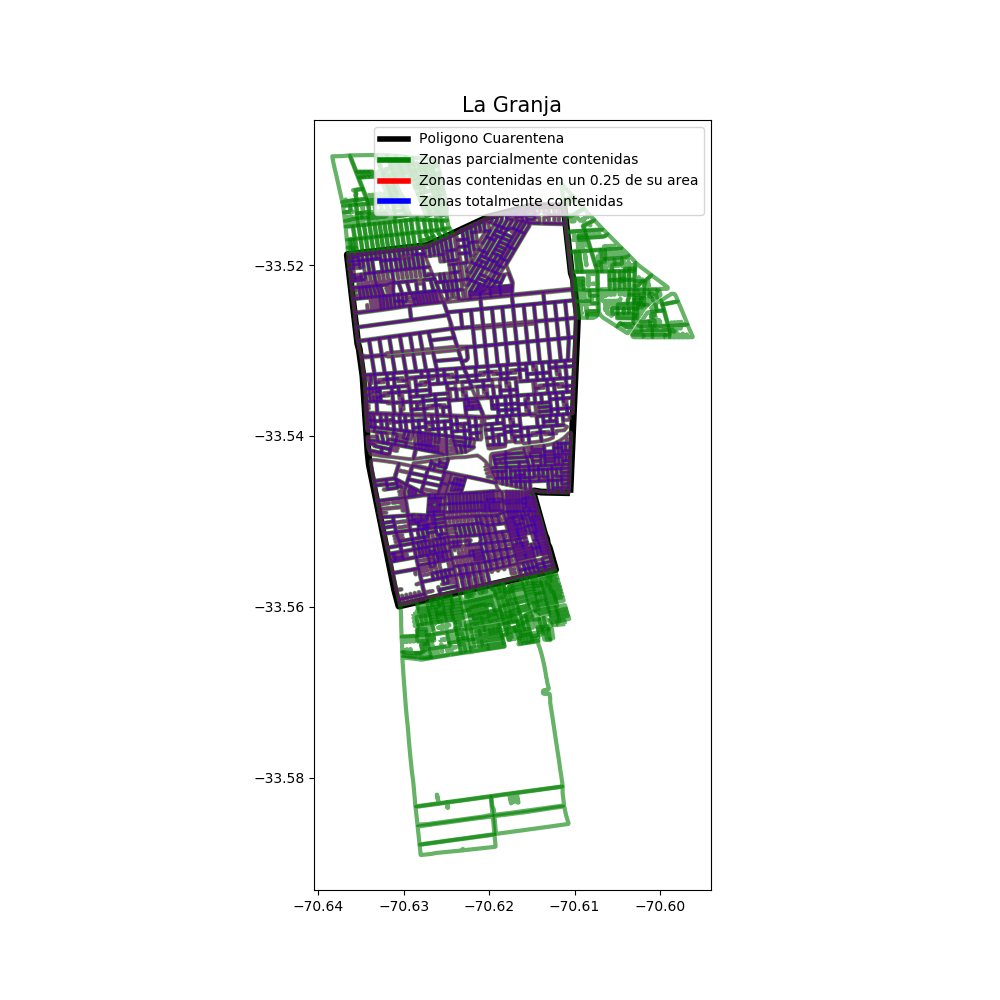 La Granja
Poligono Cuarentena
Zonas parcialmente contenidas
Zonas contenidas en un 0.25 de su area
Zonas totalmente contenidas
−33.52
−33.54
−33.56
−33.58
−70.64 −70.63 −70.62 −70.61 −70.60